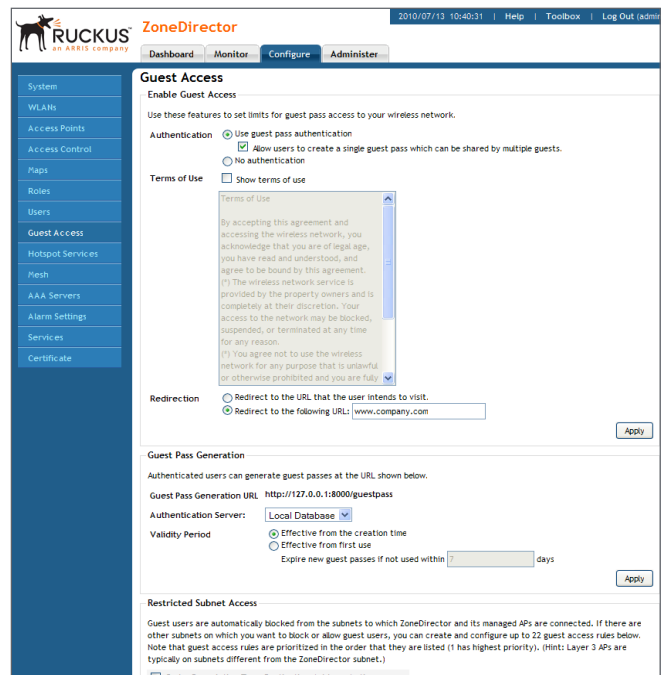 2010/07/13 10:40:31 | Help | Toolbox | Log Out (admin
RUCKUS™
an ARRIS company
ZoneDirector
Dashboard Monitor Configure Administer
System
WLANs
Access Points
Access Control
Maps
Roles
Users
Guest Access
Hotspot Services
Mesh
AAA Servers
Alarm Settings
Services
Certificate
Guest Access
Enable Guest Access
Use these features to set limits for guest pass access to your wireless network.
Authentication Use guest pass authentication
Allow users to create a single guest pass which can be shared by multiple guests.
No authentication
Terms of Use Show terms of use
Terms of Use
By accepting this agreement and
accessing the wireless network, you
acknowledge that you are of legal age,
you have read and understood, and
agree to be bound by this agreement.
(*) The wireless network service is
provided by the property owners and is
completely at their discretion. Your
access to the network may be blocked,
suspended, or terminated at any time
for any reason.
(*) You agree not to use the wireless
network for any purpose that is unlawful
or otherwise prohibited and you are fully
Redirection Redirect to the URL that the user intends to visit.
Redirect to the following URL: www.company.com
Apply
Guest Pass Generation
Authenticated users can generate guest passes at the URL shown below.
Guest Pass Generation URL http://127.0.0.1:8000/guestpass
Authentication Server: Local Database
Validity Period Effective from the creation time
Effective from first use
Expire new guest passes if not used within 7 days
Apply
Restricted Subnet Access
Guest users are automatically blocked from the subnets to which ZoneDirector and its managed APs are connected. If there are
other subnets on which you want to block or allow guest users, you can create and configure up to 22 guest access rules below.
Note that guest access rules are prioritized in the order that they are listed (1 has highest priority). (Hint: Layer 3 APs are
typically on subnets different from the ZoneDirector subnet.)